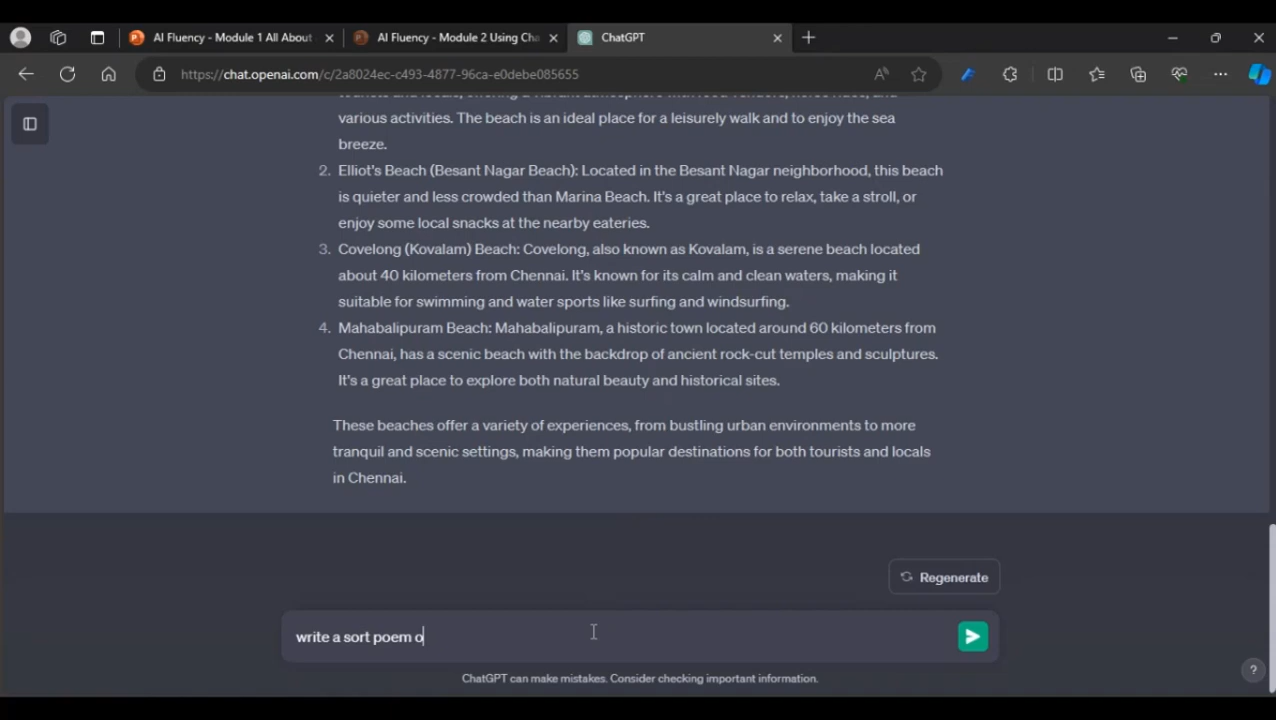 AI Fluency - Module 1 All About
AI Fluency - Module 2 Using Cha
ChatGPT
https://chat.openai.com/c/2a8024ec-c493-4877-96ca-e0debe085655
various activities. The beach is an ideal place for a leisurely walk and to enjoy the sea
breeze.
2. Elliot's Beach (Besant Nagar Beach): Located in the Besant Nagar neighborhood, this beach
is quieter and less crowded than Marina Beach. It's a great place to relax, take a stroll, or
enjoy some local snacks at the nearby eateries.
3. Covelong (Kovalam) Beach: Covelong, also known as Kovalam, is a serene beach located
about 40 kilometers from Chennai. It's known for its calm and clean waters, making it
suitable for swimming and water sports like surfing and windsurfing.
4. Mahabalipuram Beach: Mahabalipuram, a historic town located around 60 kilometers from
Chennai, has a scenic beach with the backdrop of ancient rock-cut temples and sculptures.
It's a great place to explore both natural beauty and historical sites.
These beaches offer a variety of experiences, from bustling urban environments to more
tranquil and scenic settings, making them popular destinations for both tourists and locals
in Chennai.
Regenerate
write a sort poem o
ChatGPT can make mistakes. Consider checking important information.
?